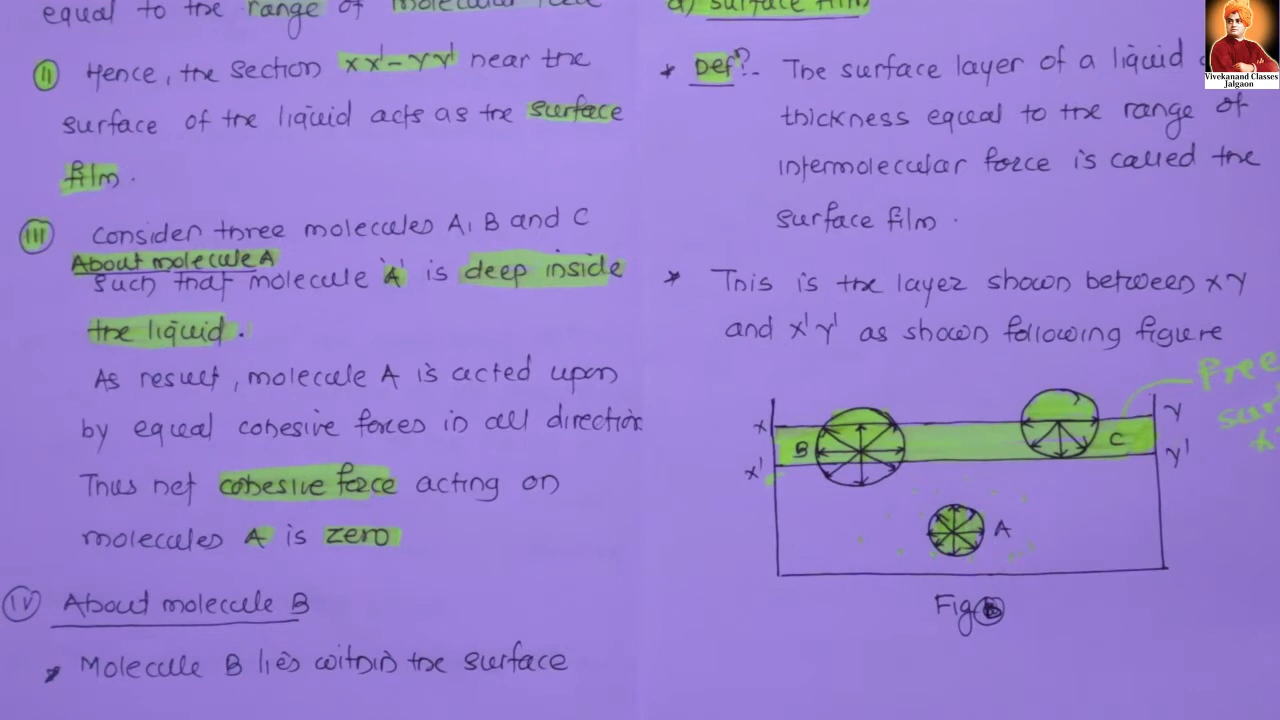 equal to the range of molecular force
II Hence, the section xx'-yy' near the
surface of the liquid acts as the surface
film.
III Consider three molecules A, B and C
About molecule A
such that molecule 'A' is deep inside
the liquid.
As result, molecule A is acted upon
by equal cohesive forces in all direction
Thus net cohesive force acting on
molecules A is zero
IV About molecule B
* Molecule B lies within the surface
a) surface film
* Def?- The surface layer of a liquid
thickness equal to the range of
intermolecular force is called the
surface film.
* This is the layer shown between XY
and X'Y' as shown following figure
Free
X
Y
B
C
X'
Y'
A
Fig
Vivekanand Classes
Jalgaon